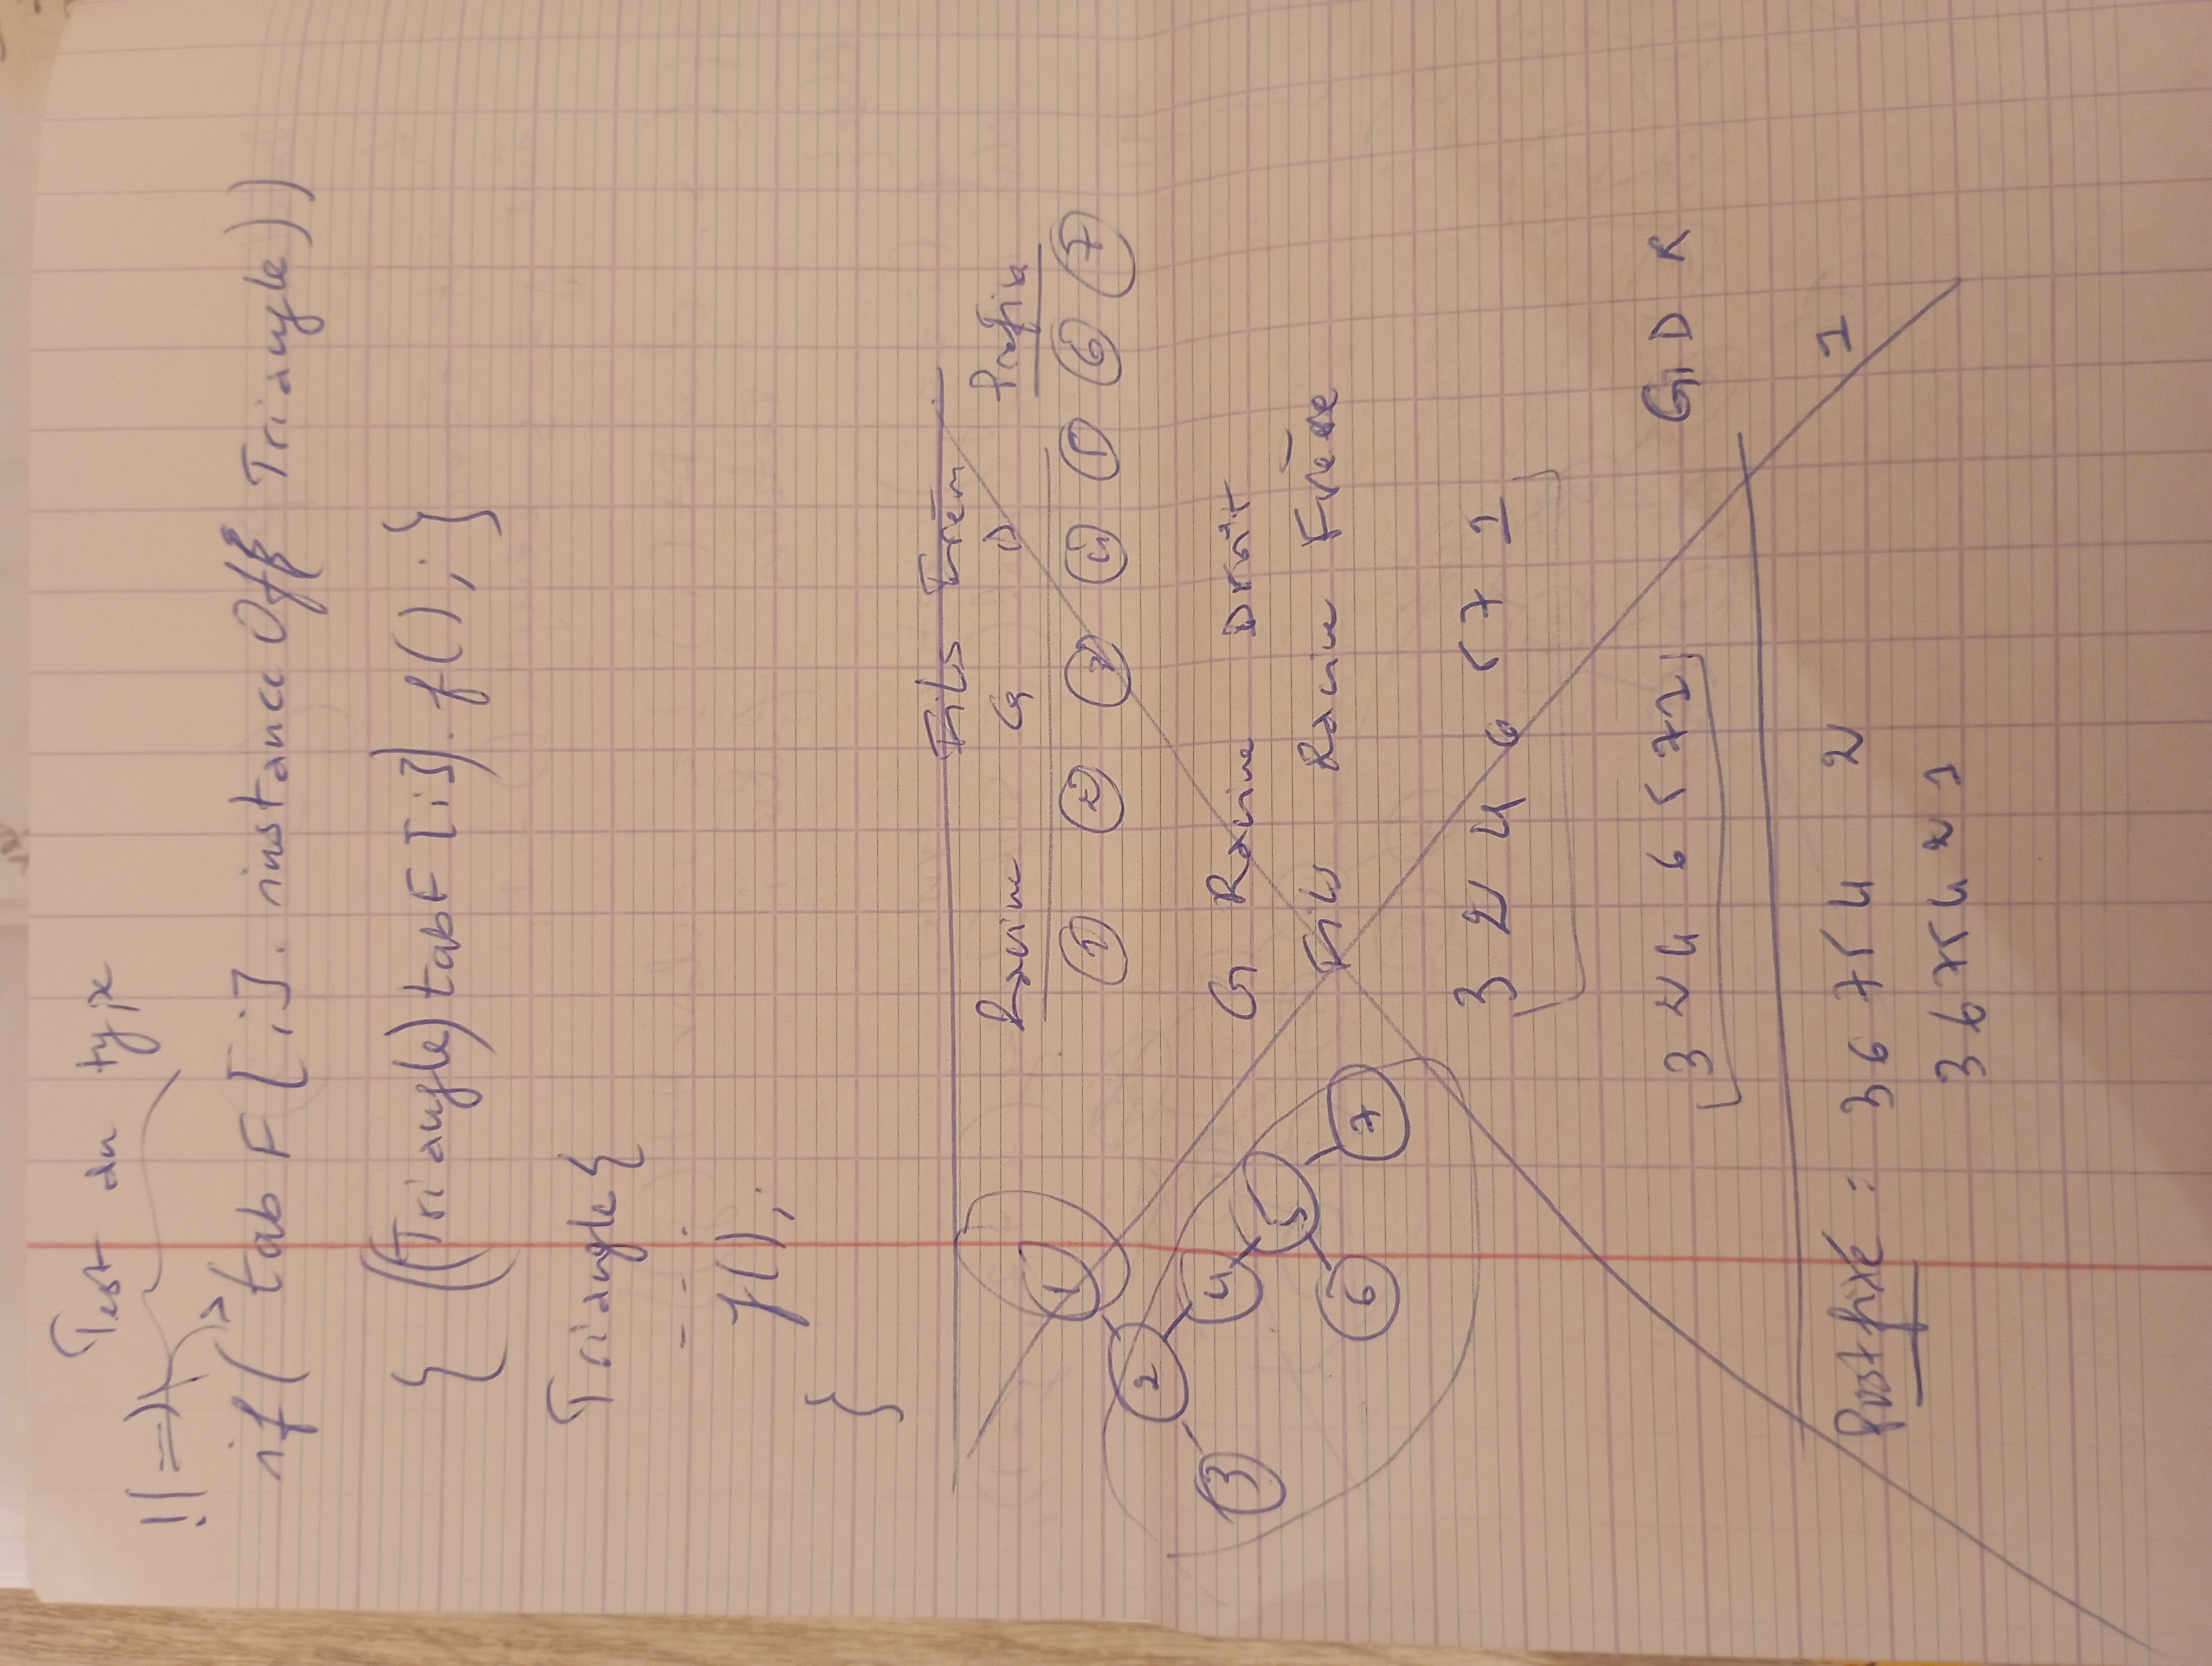 Test du type
!(=)
if( tab F [i]. instance Of Triangle))
{ ((Triangle) tabF [i]). f() ; }
Triangle {
- - -
f() ;
}
Fils Frère
Racine G D Préfixe
1 2 3 4 5 6 7
1
2
3 4
5
6 7
G Racine Droit
Fils Racine Frère
3 2 4 6 5 7 1
3 2 4 6 5 7 1 G D R
Postfixé : 3 6 7 5 4 2 1
3 6 7 5 4 2 1